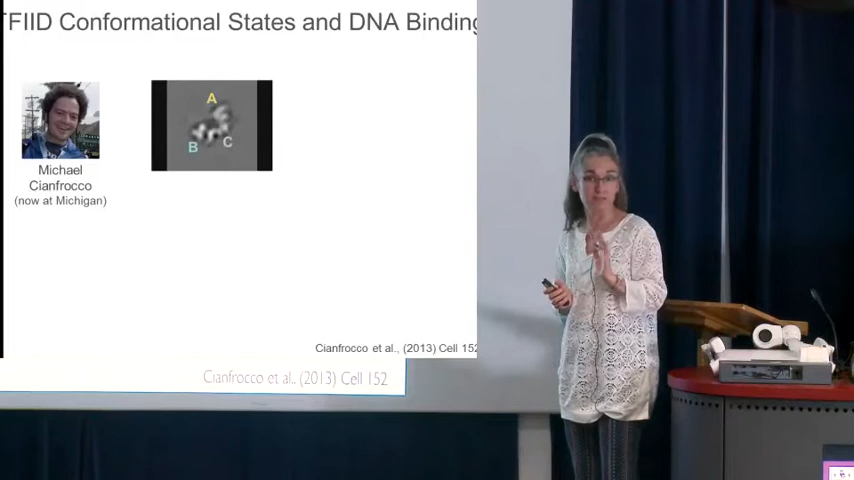 TFIID Conformational States and DNA Binding
A
B
C
Michael
Cianfrocco
(now at Michigan)
Cianfrocco et al., (2013) Cell 152
Cianfrocco et al., (2013) Cell 152